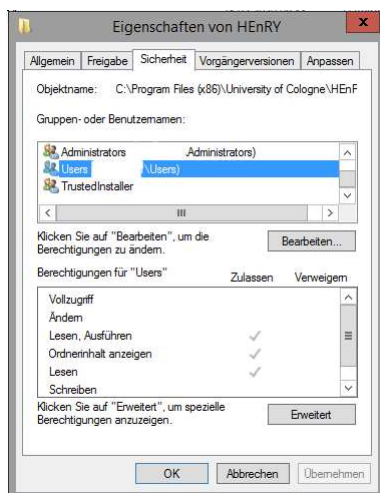 Eigenschaften von HEnRY
x
Allgemein Freigabe Sicherheit Vorgängerversionen Anpassen
Objektname: C:\Program Files (x86)\University of Cologne\HEnF
Gruppen- oder Benutzernamen:
Administrators Administrators)
Users \Users)
TrustedInstaller
Klicken Sie auf "Bearbeiten", um die
Berechtigungen zu ändern.
Bearbeiten...
Berechtigungen für "Users" Zulassen Verweigern
Vollzugriff
Ändern
Lesen, Ausführen
Ordnerinhalt anzeigen
Lesen
Schreiben
Klicken Sie auf "Erweitert", um spezielle
Berechtigungen anzuzeigen.
Erweitert
OK Abbrechen Übernehmen